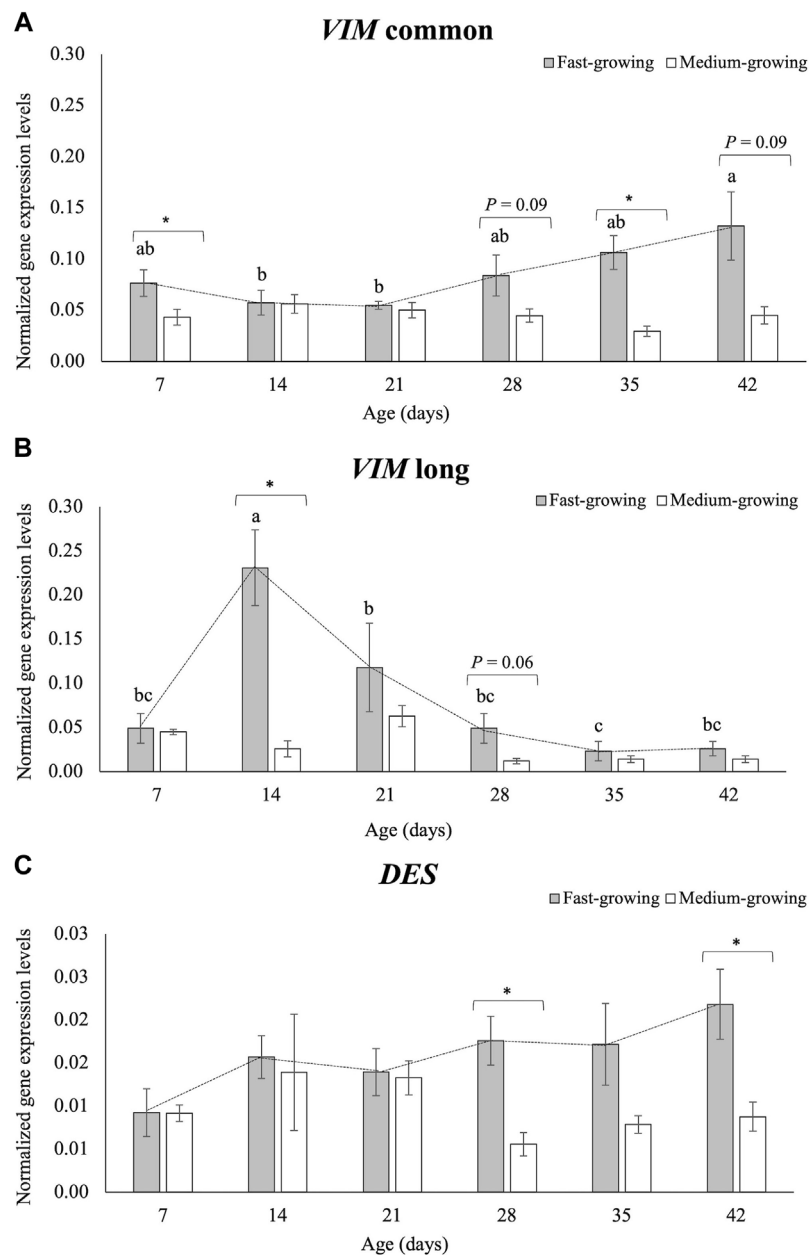 A
VIM common
Fast-growing Medium-growing
Normalized gene expression levels
0.30
0.25
0.20
0.15
0.10
0.05
0.00
*
ab
b
b
P = 0.09
ab
*
ab
P = 0.09
a
7 14 21 28 35 42
Age (days)
B
VIM long
Fast-growing Medium-growing
Normalized gene expression levels
0.30
0.25
0.20
0.15
0.10
0.05
0.00
bc
*
a
b
P = 0.06
bc
c
bc
7 14 21 28 35 42
Age (days)
C
DES
Fast-growing Medium-growing
Normalized gene expression levels
0.03
0.03
0.02
0.02
0.01
0.01
0.00
*
*
7 14 21 28 35 42
Age (days)